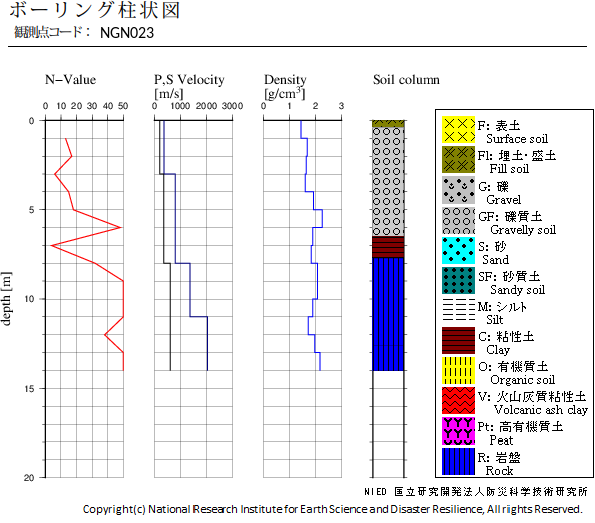 ボーリング柱状図
観測点コード: NGN023
N-Value
P,S Velocity
[m/s]
Density
[g/cm3]
Soil column
0 10 20 30 40 50
0 1000 2000 3000
0 1 2 3
0
5
10
15
20
depth [m]
F: 表土
Surface soil
Fl: 埋土・盛土
Fill soil
G: 礫
Gravel
GF: 礫質土
Gravelly soil
S: 砂
Sand
SF: 砂質土
Sandy soil
M: シルト
Silt
C: 粘性土
Clay
O: 有機質土
Organic soil
V: 火山灰質粘性土
Volcanic ash clay
Pt: 高有機質土
Peat
R: 岩盤
Rock
NIED 国立研究開発法人防災科学技術研究所
Copyright(c) National Research Institute for Earth Science and Disaster Resilience, All rights Reserved.